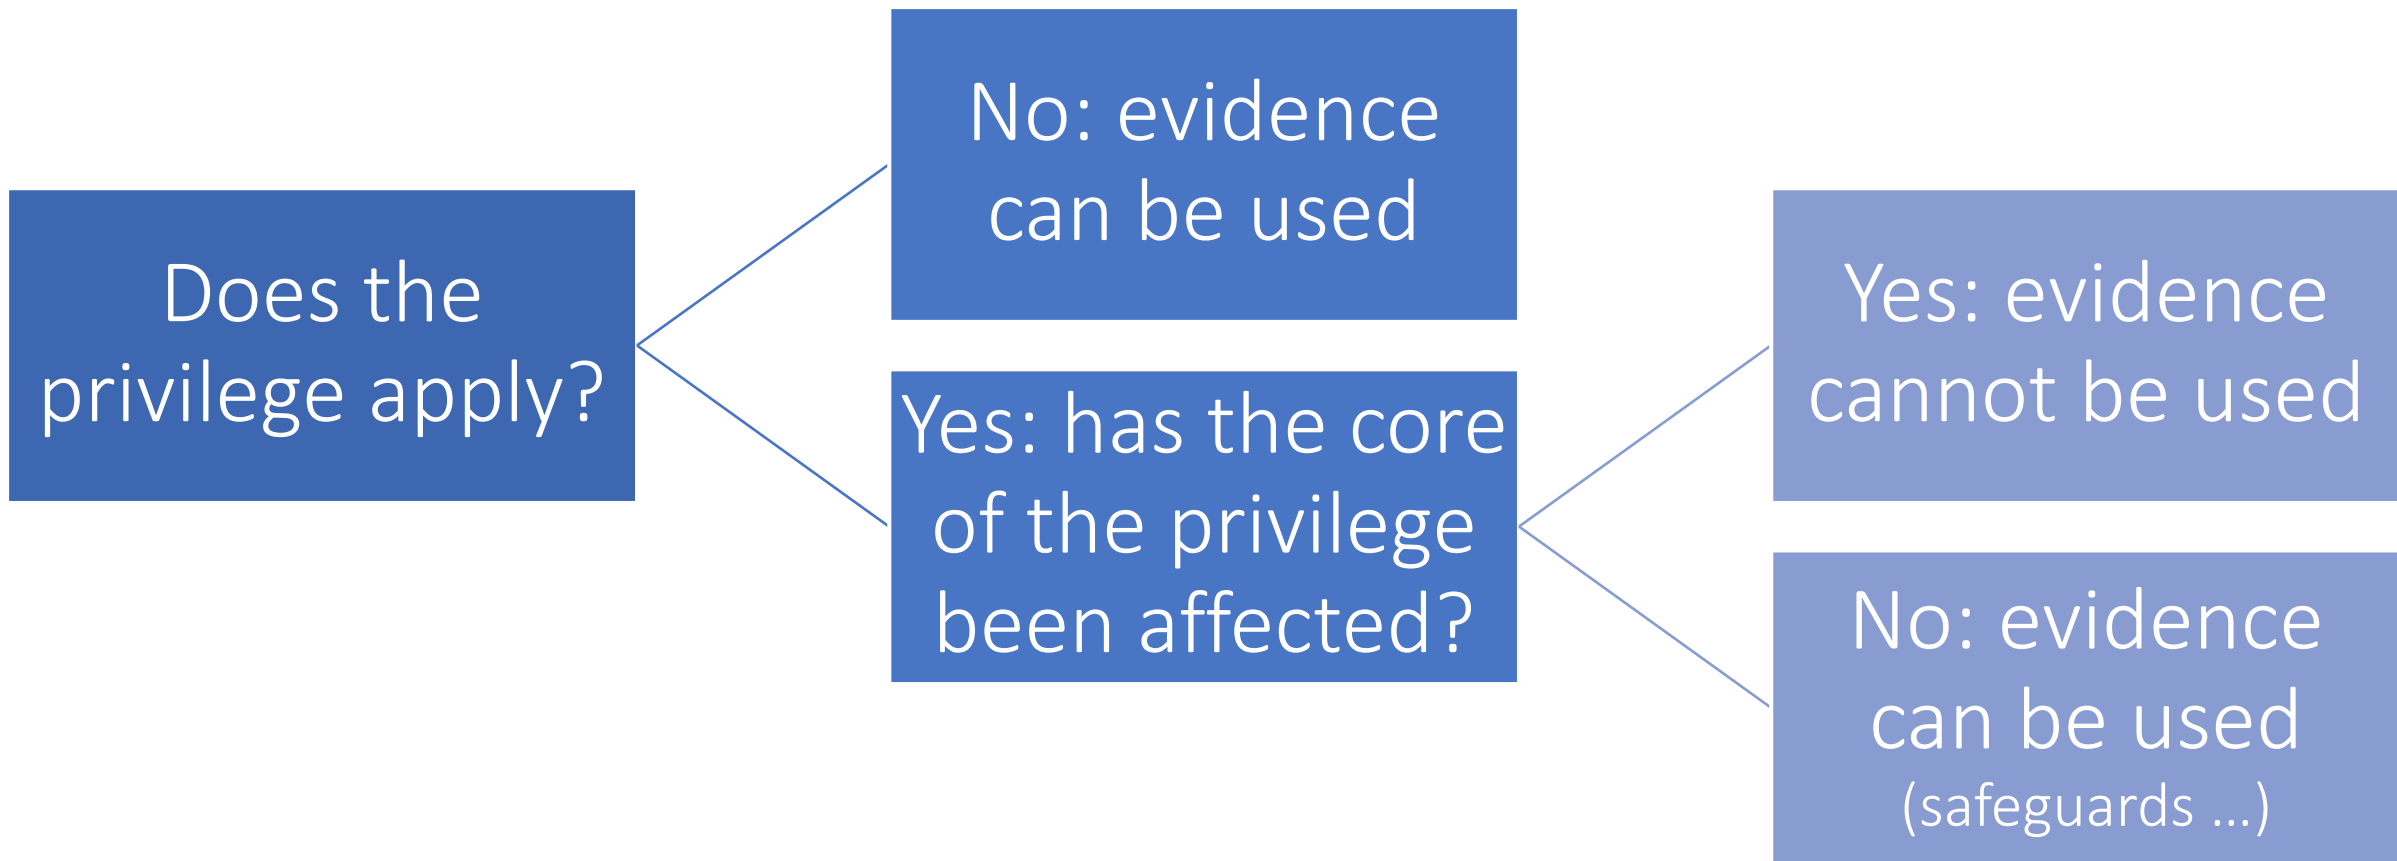 Does the
privilege apply?
No: evidence
can be used
Yes: has the core
of the privilege
been affected?
Yes: evidence
cannot be used
No: evidence
can be used
(safeguards ...)